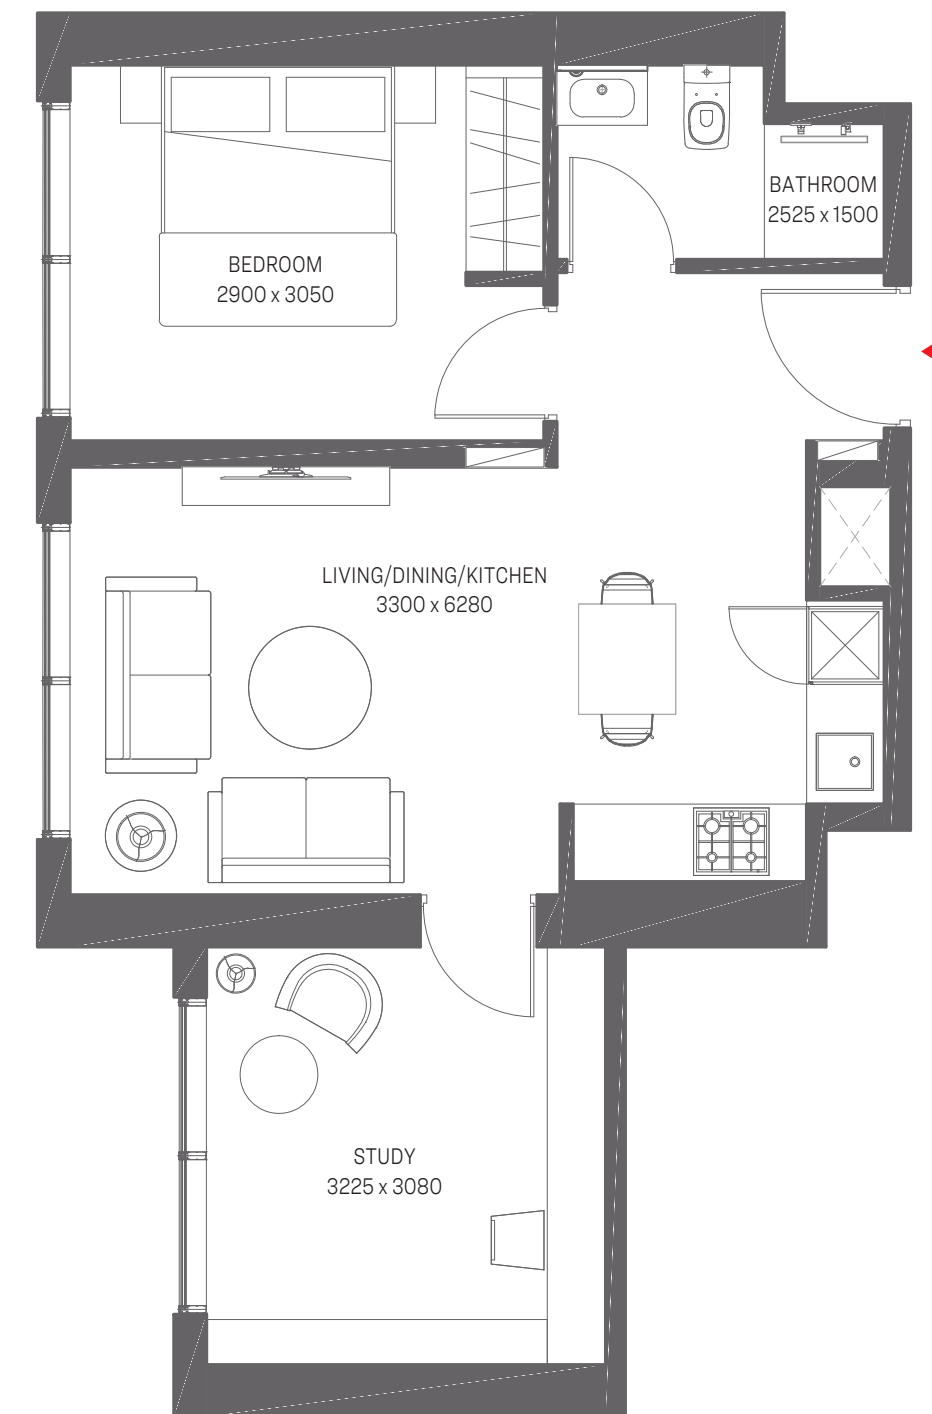 BATHROOM
2525 x 1500
BEDROOM
2900 x 3050
LIVING/DINING/KITCHEN
3300 x 6280
STUDY
3225 x 3080